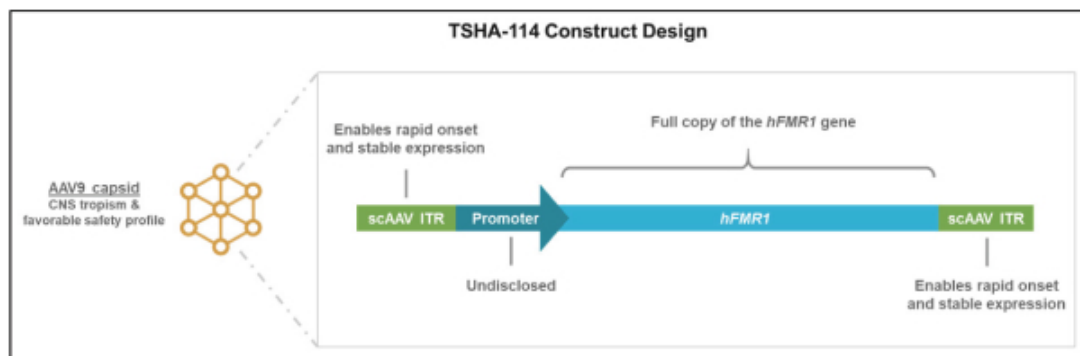 TSHA-114 Construct Design
Enables rapid onset
and stable expression
Full copy of the hFMR1 gene
AAV9 capsid
CNS tropism &
favorable safety profile
scAAV ITR
Promoter
hFMR1
scAAV ITR
Undisclosed
Enables rapid onset
and stable expression